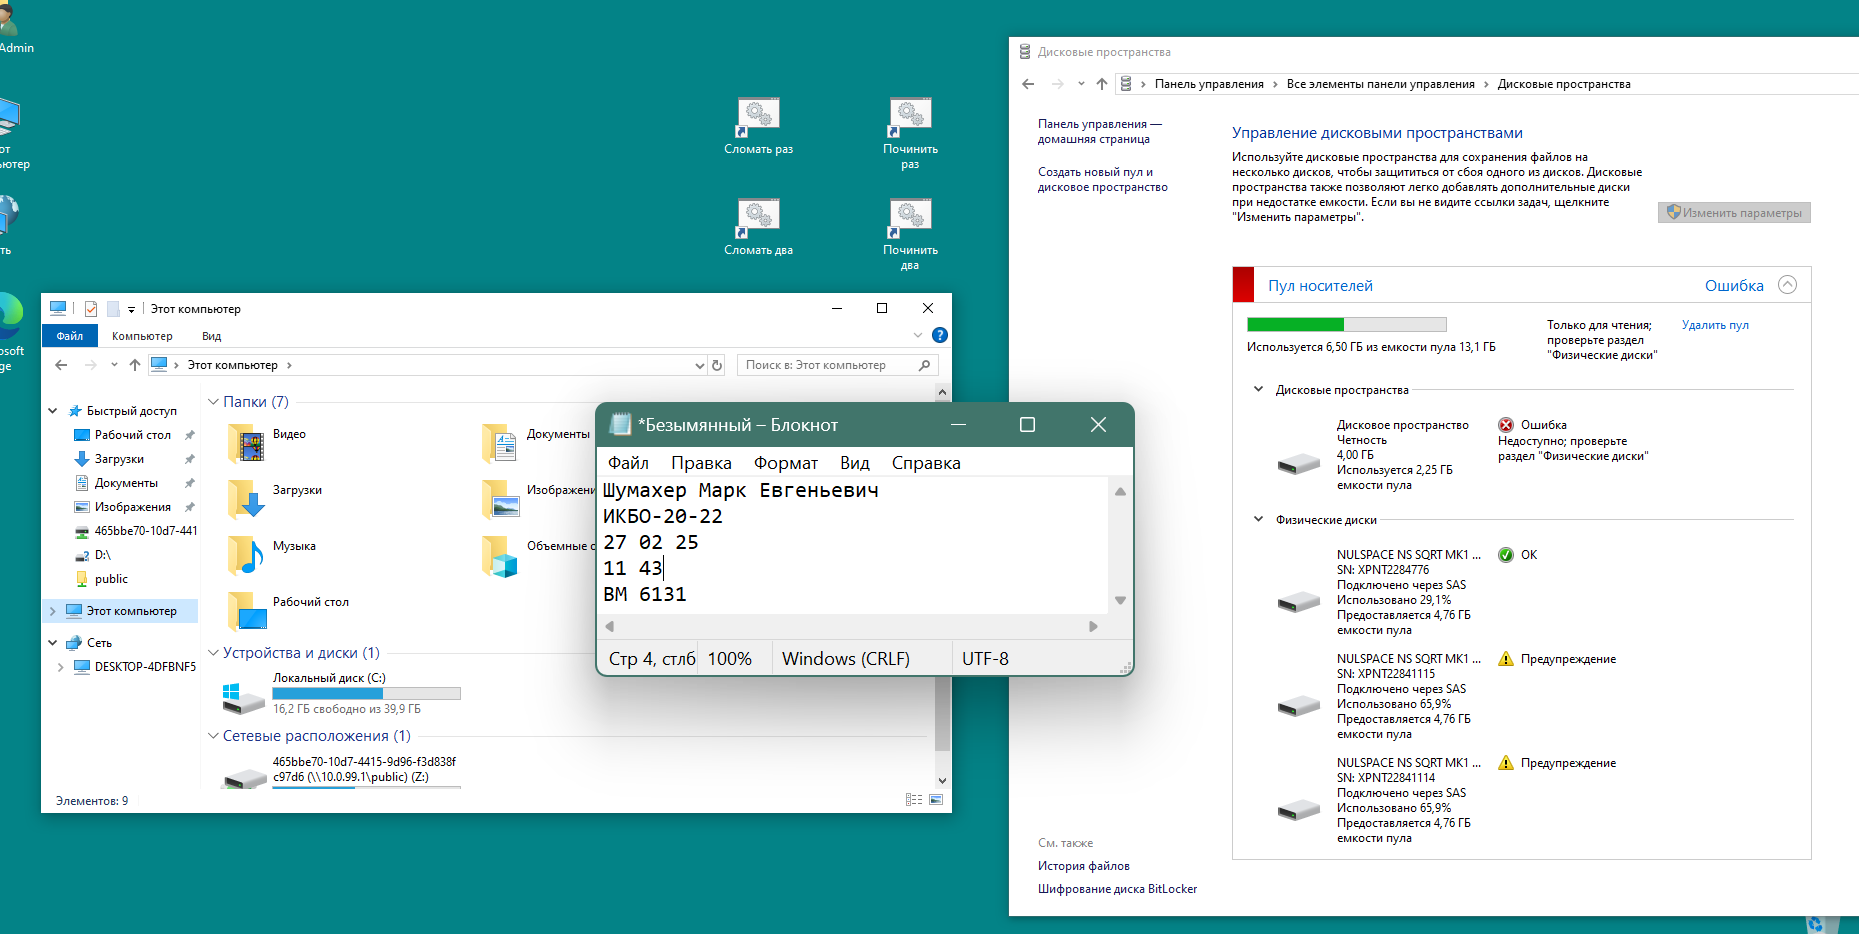 Admin
от
ьютер
ть
osoft
ge
Сломать раз
Починить
раз
Сломать два
Починить
два
Этот компьютер
Файл
Компьютер
Вид
Этот компьютер
Поиск в: Этот компьютер
Быстрый доступ
Рабочий стол
Загрузки
Документы
Изображения
465bbe70-10d7-441
D:\
public
Этот компьютер
Сеть
DESKTOP-4DFBNF5
Папки (7)
Видео
Документы
Загрузки
Изображени
Музыка
Объемные с
Рабочий стол
Устройства и диски (1)
Локальный диск (C:)
16,2 ГБ свободно из 39,9 ГБ
Сетевые расположения (1)
465bbe70-10d7-4415-9d96-f3d838f
c97d6 (\\10.0.99.1\public) (Z:)
Элементов: 9
*Безымянный – Блокнот
Файл Правка Формат Вид Справка
Шумахер Марк Евгеньевич
ИКБО-20-22
27 02 25
11 43
ВМ 6131
Стр 4, стлб 100% Windows (CRLF) UTF-8
Дисковые пространства
Панель управления › Все элементы панели управления › Дисковые пространства
Панель управления —
домашняя страница
Создать новый пул и
дисковое пространство
Управление дисковыми пространствами
Используйте дисковые пространства для сохранения файлов на
несколько дисков, чтобы защититься от сбоя одного из дисков. Дисковые
пространства также позволяют легко добавлять дополнительные диски
при недостатке емкости. Если вы не видите ссылки задач, щелкните
"Изменить параметры".
Изменить параметры
Пул носителей
Ошибка
Используется 6,50 ГБ из емкости пула 13,1 ГБ
Только для чтения;
проверьте раздел
"Физические диски"
Удалить пул
Дисковые пространства
Дисковое пространство
Четность
4,00 ГБ
Используется 2,25 ГБ
емкости пула
Ошибка
Недоступно; проверьте
раздел "Физические диски"
Физические диски
NULSPACE NS SQRT MK1 ...
SN: XPNT2284776
Подключено через SAS
Использовано 29,1%
Предоставляется 4,76 ГБ
емкости пула
ОК
NULSPACE NS SQRT MK1 ...
SN: XPNT22841115
Подключено через SAS
Использовано 65,9%
Предоставляется 4,76 ГБ
емкости пула
Предупреждение
NULSPACE NS SQRT MK1 ...
SN: XPNT22841114
Подключено через SAS
Использовано 65,9%
Предоставляется 4,76 ГБ
емкости пула
Предупреждение
См. также
История файлов
Шифрование диска BitLocker